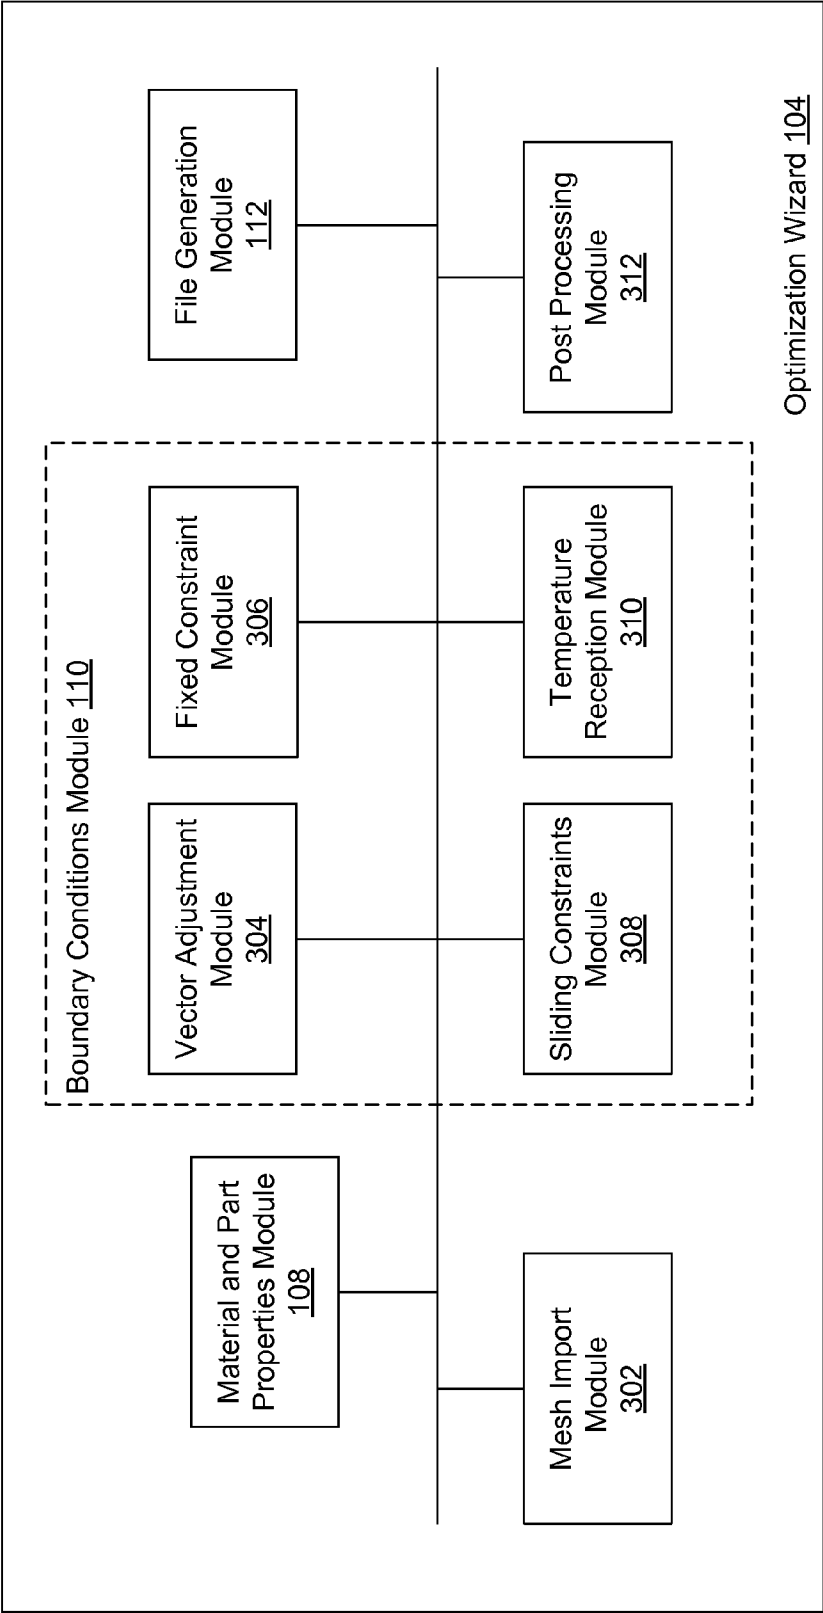 Boundary Conditions Module 110
Material and Part
Properties Module
108
Vector Adjustment
Module
304
Fixed Constraint
Module
306
File Generation
Module
112
Mesh Import
Module
302
Sliding Constraints
Module
308
Temperature
Reception Module
310
Post Processing
Module
312
Optimization Wizard 104